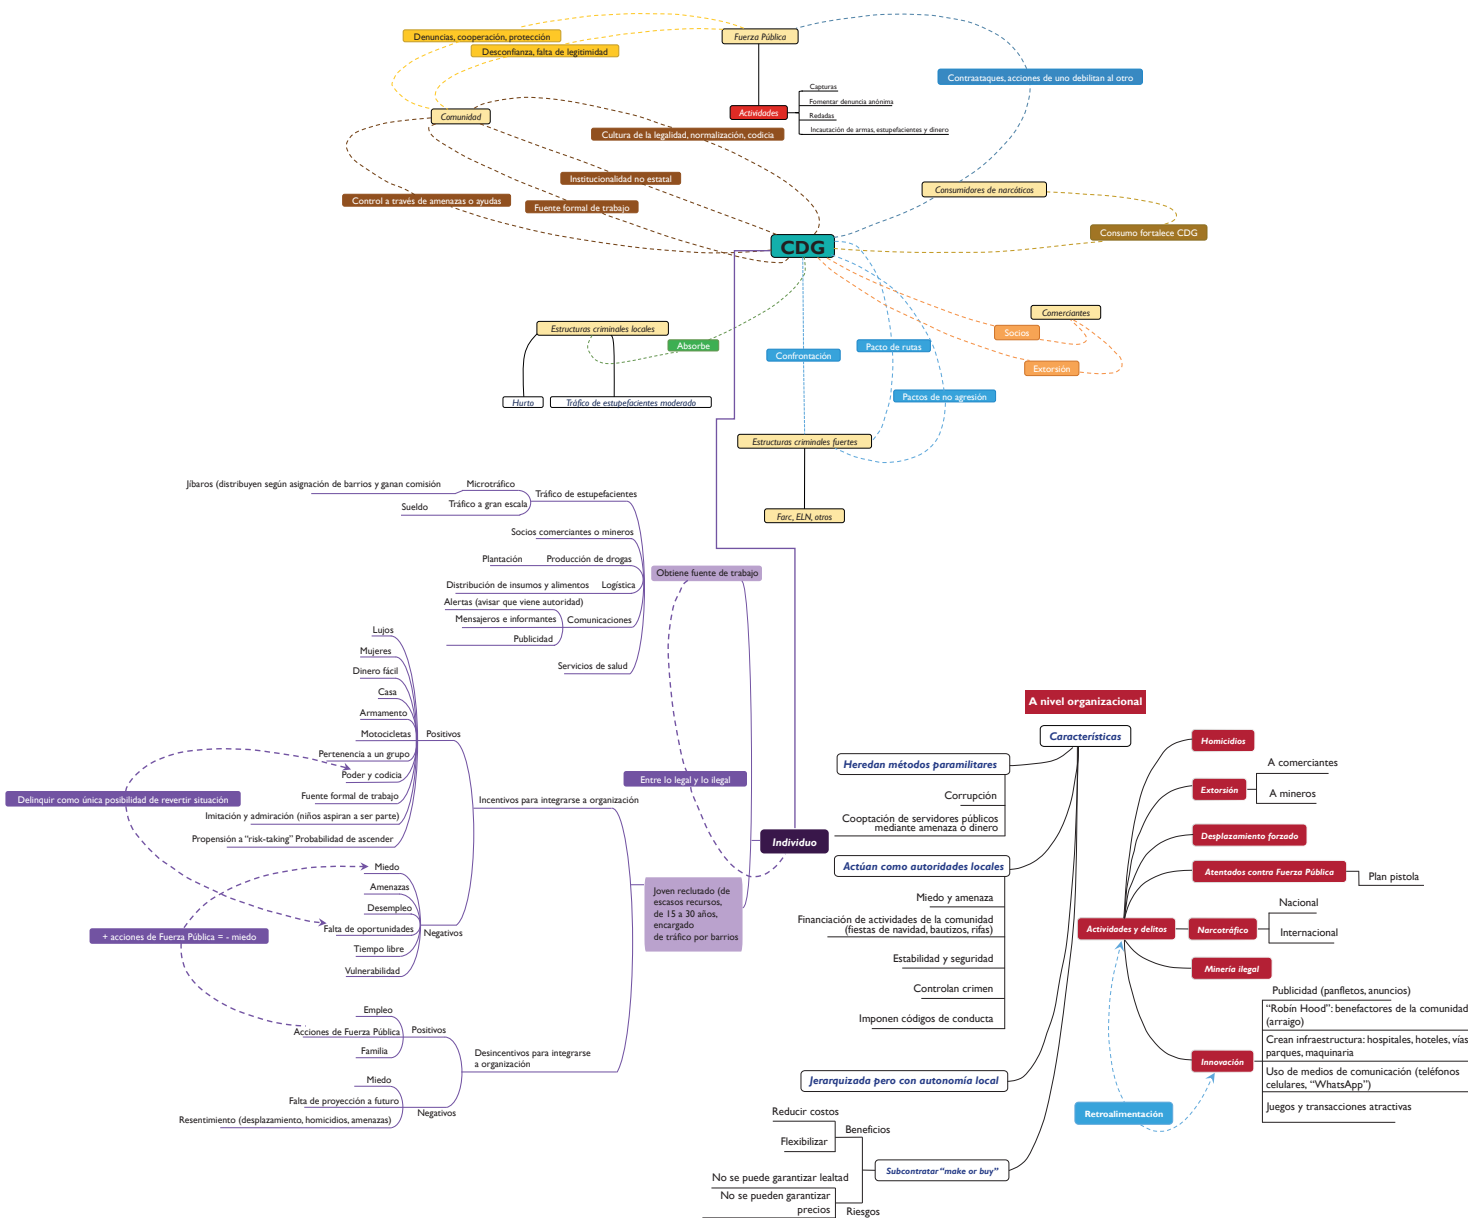 Denuncias, cooperación, protección
Desconfianza, falta de legitimidad
Fuerza Pública
Contraataques, acciones de uno debilitan al otro
Actividades
Capturas
Fomentar denuncia anónima
Redadas
Incautación de armas, estupefacientes y dinero
Comunidad
Cultura de la legalidad, normalización, codicia
Institucionalidad no estatal
Control a través de amenazas o ayudas
Fuente formal de trabajo
Consumidores de narcóticos
Consumo fortalece CDG
CDG
Comerciantes
Socios
Extorsión
Estructuras criminales locales
Absorbe
Hurto
Tráfico de estupefacientes moderado
Confrontación
Pacto de rutas
Pactos de no agresión
Estructuras criminales fuertes
Farc, ELN, otros
Jíbaros (distribuyen según asignación de barrios y ganan comisión
Microtráfico
Sueldo
Tráfico a gran escala
Tráfico de estupefacientes
Socios comerciantes o mineros
Plantación
Producción de drogas
Distribución de insumos y alimentos
Logística
Alertas (avisar que viene autoridad)
Mensajeros e informantes
Publicidad
Comunicaciones
Servicios de salud
Obtiene fuente de trabajo
Entre lo legal y lo ilegal
Individuo
Joven reclutado (de
escasos recursos,
de 15 a 30 años,
encargado
de tráfico por barrios
Lujos
Mujeres
Dinero fácil
Casa
Armamento
Motocicletas
Pertenencia a un grupo
Poder y codicia
Fuente formal de trabajo
Imitación y admiración (niños aspiran a ser parte)
Propensión a “risk-taking” Probabilidad de ascender
Positivos
Incentivos para integrarse a organización
Delinquir como única posibilidad de revertir situación
Miedo
Amenazas
Desempleo
Falta de oportunidades
Tiempo libre
Vulnerabilidad
Negativos
+ acciones de Fuerza Pública = - miedo
Empleo
Acciones de Fuerza Pública
Familia
Positivos
Desincentivos para integrarse
a organización
Miedo
Falta de proyección a futuro
Resentimiento (desplazamiento, homicidios, amenazas)
Negativos
A nivel organizacional
Características
Heredan métodos paramilitares
Corrupción
Cooptación de servidores públicos
mediante amenaza o dinero
Actúan como autoridades locales
Miedo y amenaza
Financiación de actividades de la comunidad
(fiestas de navidad, bautizos, rifas)
Estabilidad y seguridad
Controlan crimen
Imponen códigos de conducta
Jerarquizada pero con autonomía local
Reducir costos
Flexibilizar
Beneficios
Subcontratar “make or buy”
No se puede garantizar lealtad
No se pueden garantizar
precios
Riesgos
Actividades y delitos
Homicidios
Extorsión
A comerciantes
A mineros
Desplazamiento forzado
Atentados contra Fuerza Pública
Plan pistola
Narcotráfico
Nacional
Internacional
Minería ilegal
Innovación
Publicidad (panfletos, anuncios)
“Robín Hood”: benefactores de la comunidad
(arraigo)
Crean infraestructura: hospitales, hoteles, vías
parques, maquinaria
Uso de medios de comunicación (teléfonos
celulares, “WhatsApp”)
Juegos y transacciones atractivas
Retroalimentación